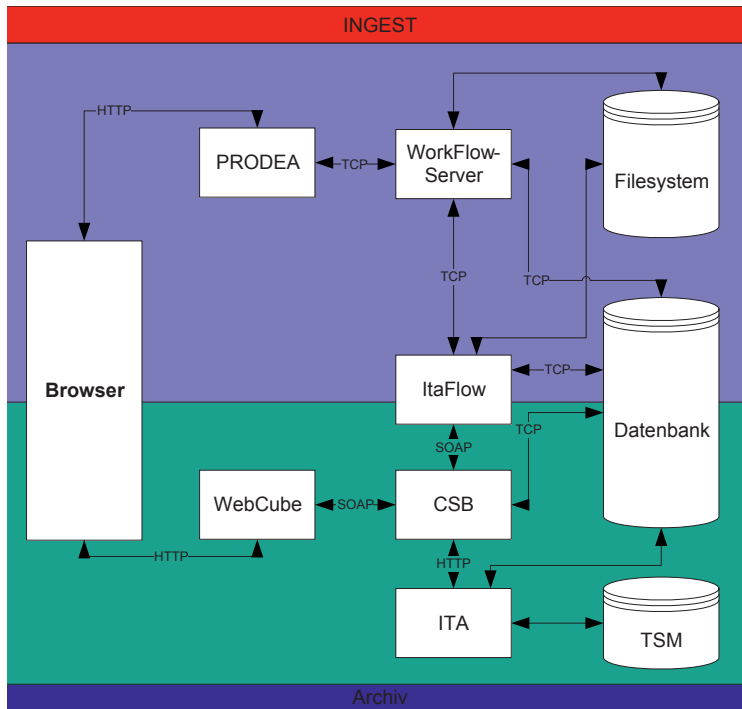 INGEST
HTTP
PRODEA
TCP
WorkFlow-
Server
Filesystem
TCP
TCP
Browser
ItaFlow
TCP
Datenbank
TCP
SOAP
WebCube
SOAP
CSB
HTTP
HTTP
ITA
TSM
Archiv